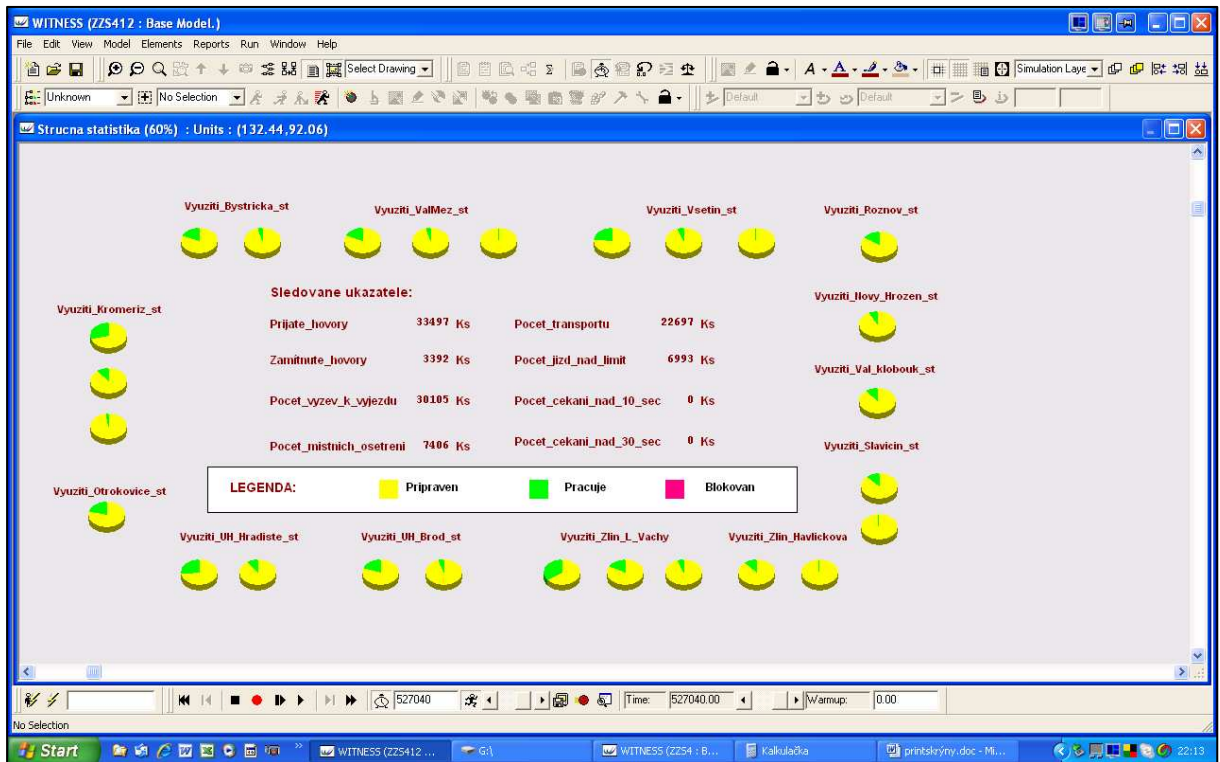 WITNESS (ZZS412 : Base Model.)
File Edit View Model Elements Reports Run Window Help
Select Drawing
Simulation Laye
Unknown No Selection Default Default
Strucna statistika (60%) : Units : (132.44,92.06)
Vyuziti_Bystricka_st Vyuziti_ValMez_st Vyuziti_Vsetin_st Vyuziti_Roznov_st
Sledovane ukazatele:
Vyuziti_Kromeriz_st
Vyuziti_Novy_Hrozen_st
Prijate_hovory 33497 Ks Pocet_transportu 22697 Ks
Zamitnute_hovory 3392 Ks Pocet_jizd_nad_limit 6993 Ks
Vyuziti_Val_klobouk_st
Pocet_vyzev_k_vyjezdu 30105 Ks Pocet_cekani_nad_10_sec 0 Ks
Pocet_mistnich_osetreni 7406 Ks Pocet_cekani_nad_30_sec 0 Ks
Vyuziti_Slavicin_st
Vyuziti_Otrokovice_st
LEGENDA: Pripraven Pracuje Blokovan
Vyuziti_UH_Hradiste_st Vyuziti_UH_Brod_st Vyuziti_Zlin_L_Vachy Vyuziti_Zlin_Havlickova
527040 Time: 527040.00 Warmup: 0.00
No Selection
Start WITNESS (ZZS412 ... G:\ WITNESS (ZZS4 : B... Kalkulačka printskrýny.doc - Mi... 22:13